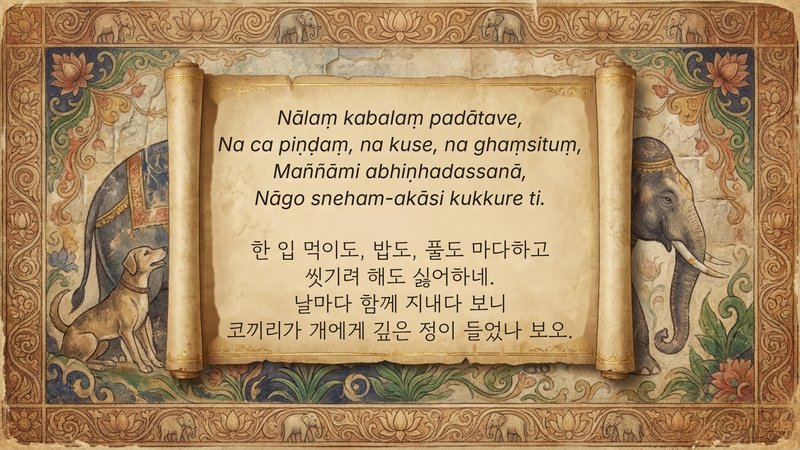 Nālaṃ kabalaṃ padātave,
Na ca piṇḍaṃ, na kuse, na ghaṃsituṃ,
Maññāmi abhiṇhadassanā,
Nāgo sneham-akāsi kukkure ti.
한 입 먹이도, 밥도, 풀도 마다하고
씻기려 해도 싫어하네.
날마다 함께 지내다 보니
코끼리가 개에게 깊은 정이 들었나 보오.